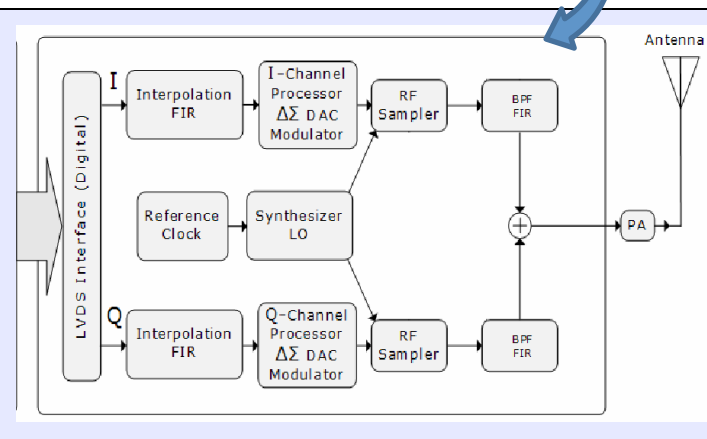 Antenna
LVDS Interface (Digital)
I
Interpolation
FIR
I-Channel
Processor
ΔΣ DAC
Modulator
RF
Sampler
BPF
FIR
Reference
Clock
Synthesizer
LO
+
PA
Q
Interpolation
FIR
Q-Channel
Processor
ΔΣ DAC
Modulator
RF
Sampler
BPF
FIR